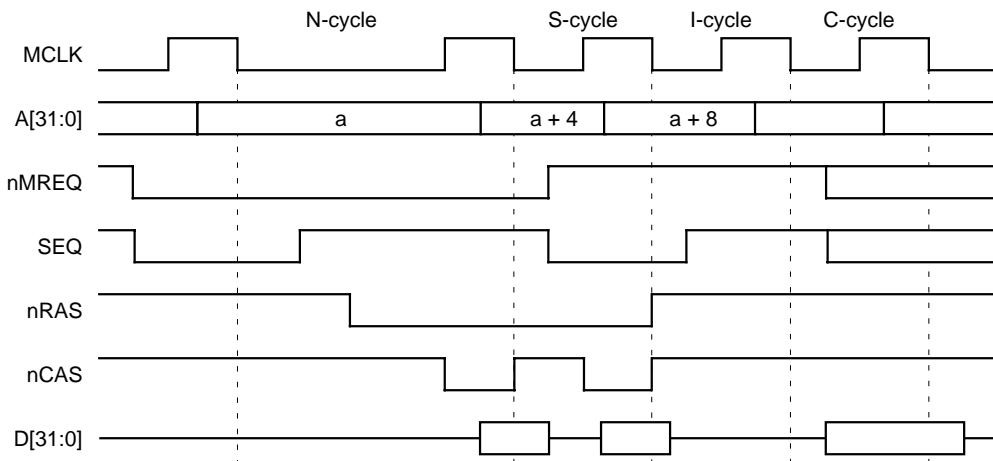 N-cycle S-cycle I-cycle C-cycle
MCLK
A[31:0] a a + 4 a + 8
nMREQ
SEQ
nRAS
nCAS
D[31:0]